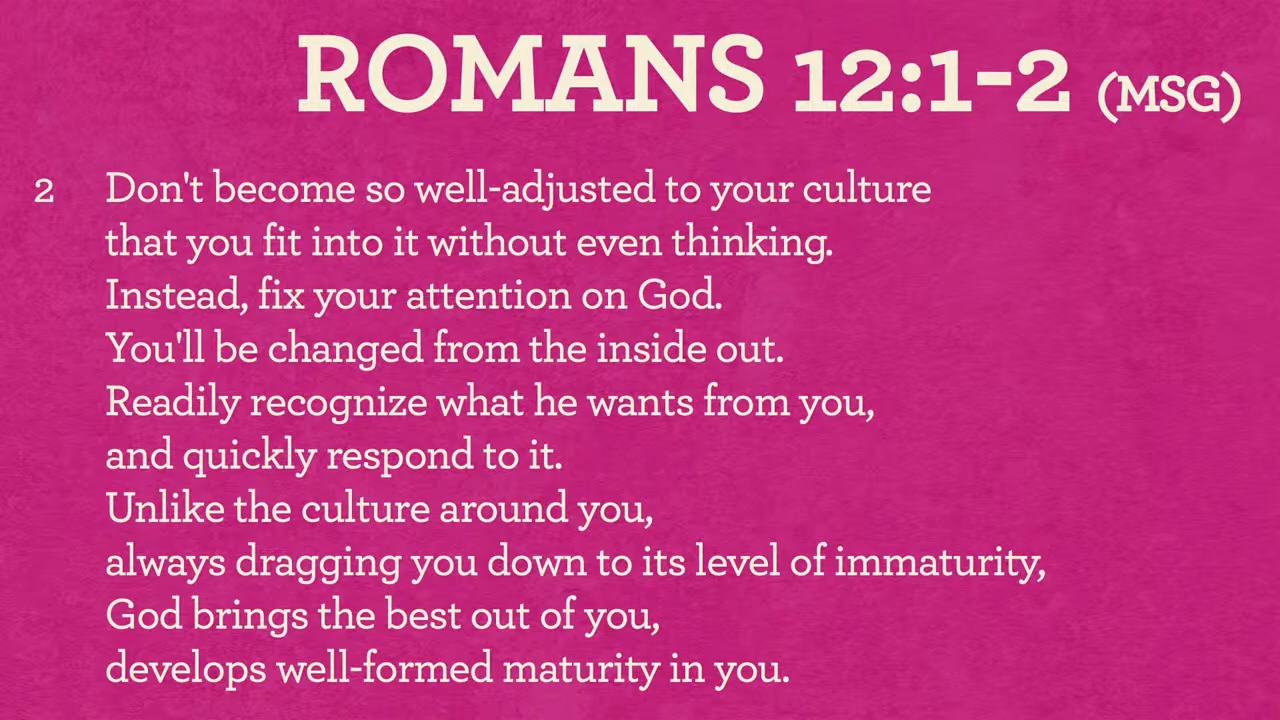 ROMANS 12:1-2 (MSG)
2 Don't become so well-adjusted to your culture
that you fit into it without even thinking.
Instead, fix your attention on God.
You'll be changed from the inside out.
Readily recognize what he wants from you,
and quickly respond to it.
Unlike the culture around you,
always dragging you down to its level of immaturity,
God brings the best out of you,
develops well-formed maturity in you.